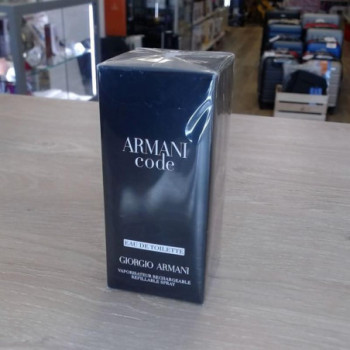 ARMANI
code
EAU DE TOILETTE
GIORGIO ARMANI
VAPORISATEUR RECHARGEABLE
REFILLABLE SPRAY